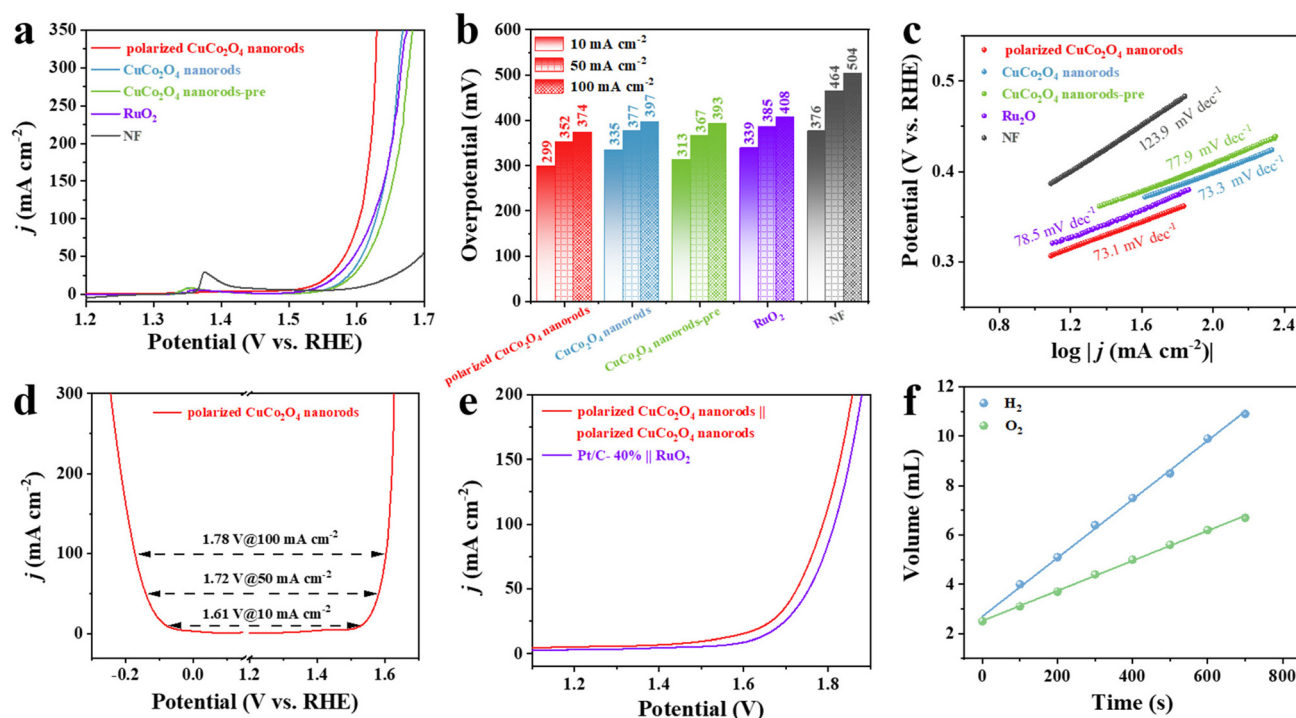 a
350
300
250
200
150
100
50
0
j (mA cm⁻²)
polarized CuCo₂O₄ nanorods
CuCo₂O₄ nanorods
CuCo₂O₄ nanorods-pre
RuO₂
NF
1.2 1.3 1.4 1.5 1.6 1.7
Potential (V vs. RHE)
b
600
500
400
300
200
100
0
Overpotential (mV)
10 mA cm⁻²
50 mA cm⁻²
100 mA cm⁻²
299 352 374
335 377 397
313 367 393
339 385 408
376 464 504
polarized CuCo₂O₄ nanorods
CuCo₂O₄ nanorods
CuCo₂O₄ nanorods-pre
RuO₂
NF
c
0.5
0.4
0.3
Potential (V vs. RHE)
polarized CuCo₂O₄ nanorods
CuCo₂O₄ nanorods
CuCo₂O₄ nanorods-pre
Ru₂O
NF
123.9 mV dec⁻¹
77.9 mV dec⁻¹
73.3 mV dec⁻¹
78.5 mV dec⁻¹
73.1 mV dec⁻¹
0.6 1.2 1.8 2.4
log |j (mA cm⁻²)|
d
300
200
100
0
j (mA cm⁻²)
polarized CuCo₂O₄ nanorods
1.78 V@100 mA cm⁻²
1.72 V@50 mA cm⁻²
1.61 V@10 mA cm⁻²
-0.2 0.0 1.2 1.4 1.6
Potential (V vs. RHE)
e
200
150
100
50
0
j (mA cm⁻²)
polarized CuCo₂O₄ nanorods ||
polarized CuCo₂O₄ nanorods
Pt/C- 40% || RuO₂
1.2 1.4 1.6 1.8
Potential (V)
f
12
10
8
6
4
2
Volume (mL)
H₂
O₂
0 200 400 600 800
Time (s)